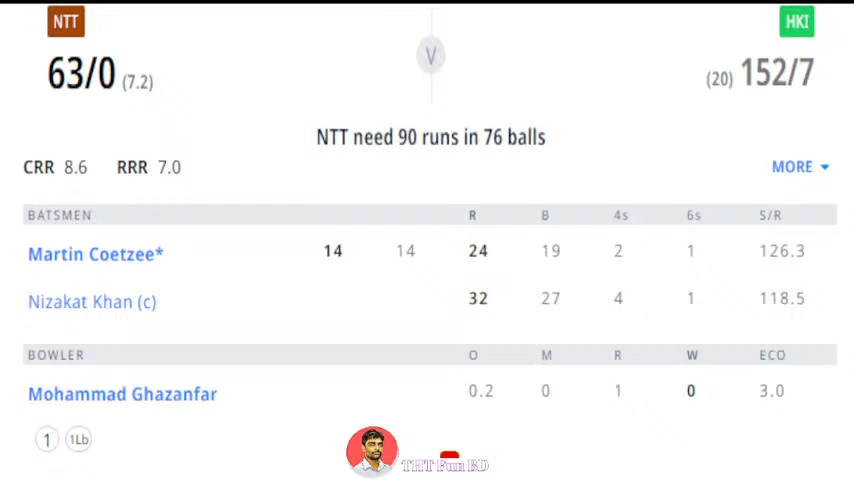 NTT HKI
63/0 (7.2) V (20) 152/7
NTT need 90 runs in 76 balls
CRR 8.6 RRR 7.0 MORE
BATSMEN R B 4s 6s S/R
Martin Coetzee* 14 14 24 19 2 1 126.3
Nizakat Khan (c) 32 27 4 1 118.5
BOWLER O M R W ECO
Mohammad Ghazanfar 0.2 0 1 0 3.0
1 1Lb
THT Fun BD